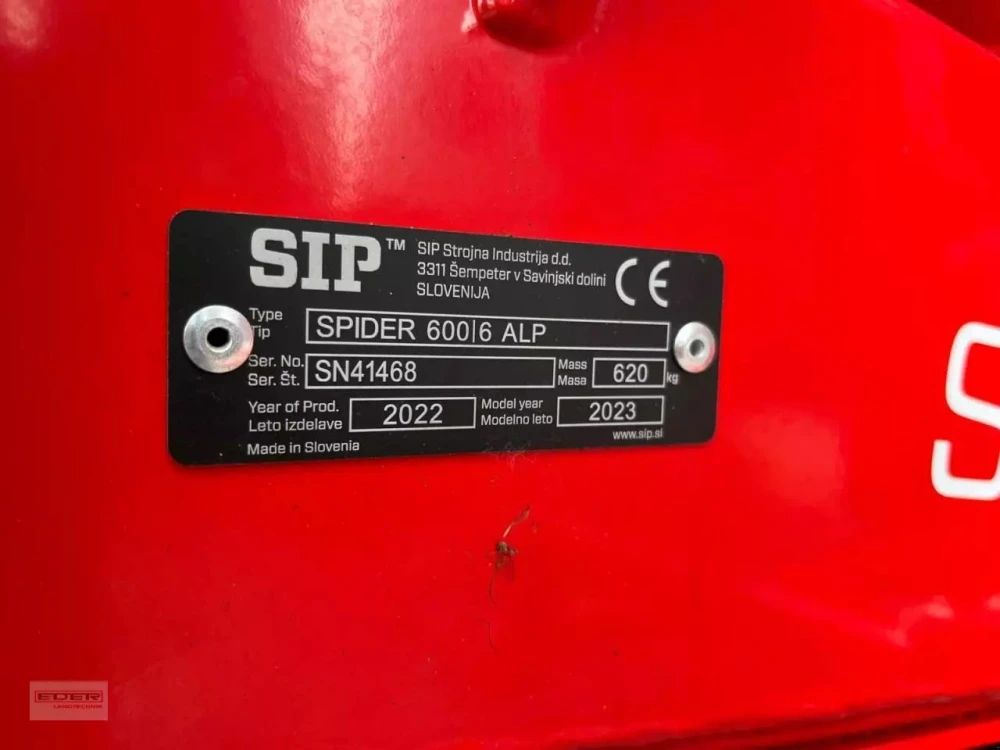 SIP™
SIP Strojna Industrija d.d.
3311 Šempeter v Savinjski dolini
SLOVENIJA
CE
Type
Tip
SPIDER 600|6 ALP
Ser. No.
Ser. Št.
SN41468
Mass
Masa
620
kg
Year of Prod.
Leto izdelave
2022
Model year
Modelno leto
2023
Made in Slovenia
www.sip.si
S
EDER
LANDTECHNIK